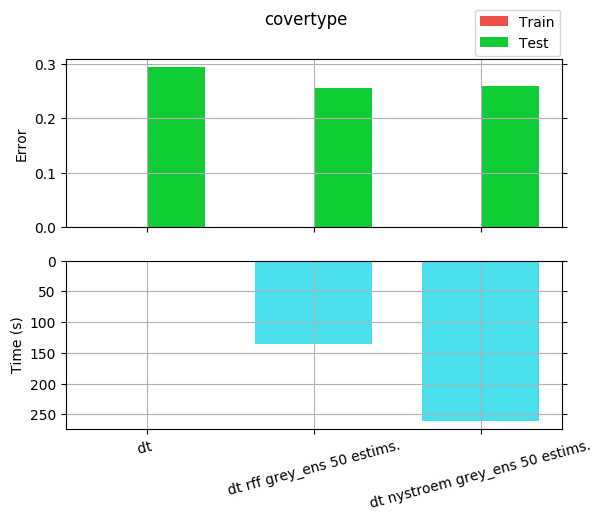 covertype
Train
Test
0.3
0.2
0.1
0.0
Error
0
50
100
150
200
250
Time (s)
dt
dt rff grey_ens 50 estims.
dt nystroem grey_ens 50 estims.